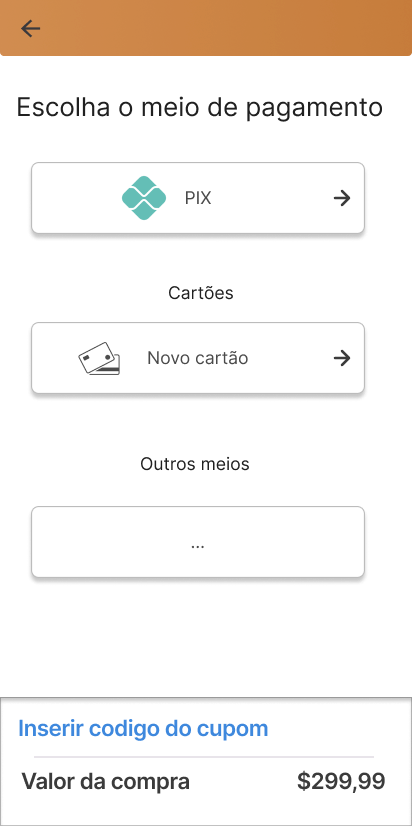 Escolha o meio de pagamento
PIX
Cartões
Novo cartão
Outros meios
...
Inserir codigo do cupom
Valor da compra $299,99